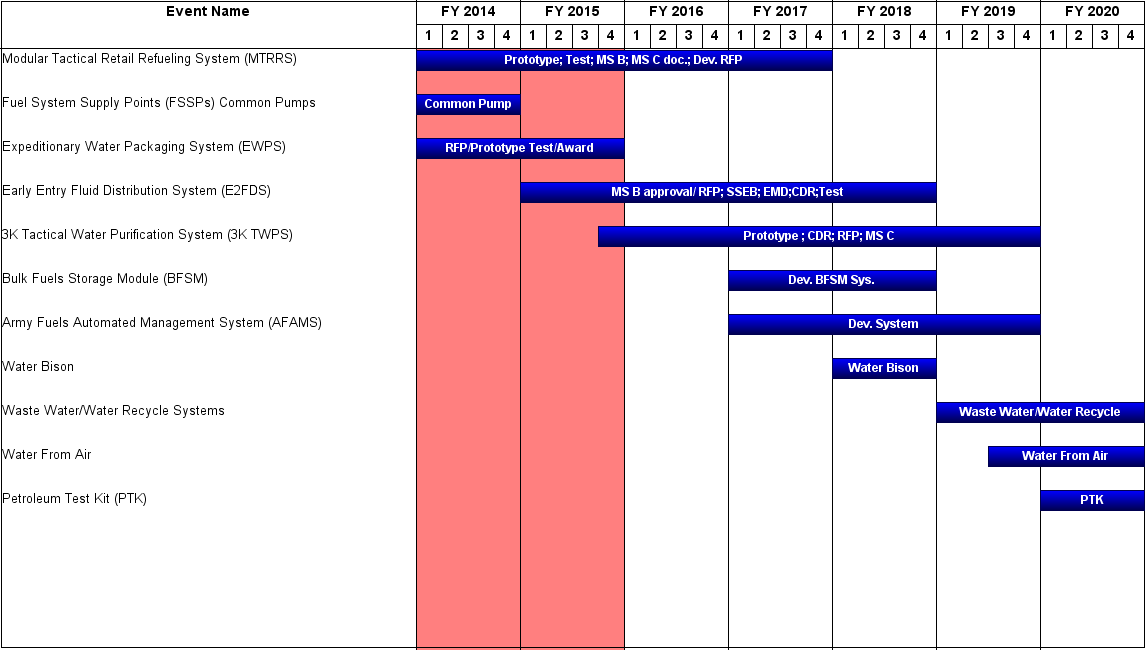 Event Name FY 2014 FY 2015 FY 2016 FY 2017 FY 2018 FY 2019 FY 2020
1 2 3 4 1 2 3 4 1 2 3 4 1 2 3 4 1 2 3 4 1 2 3 4 1 2 3 4
Modular Tactical Retail Refueling System (MTRRS) Prototype; Test; MS B; MS C doc.; Dev. RFP
Fuel System Supply Points (FSSPs) Common Pumps Common Pump
Expeditionary Water Packaging System (EWPS) RFP/Prototype Test/Award
Early Entry Fluid Distribution System (E2FDS) MS B approval/ RFP; SSEB; EMD;CDR;Test
3K Tactical Water Purification System (3K TWPS) Prototype ; CDR; RFP; MS C
Bulk Fuels Storage Module (BFSM) Dev. BFSM Sys.
Army Fuels Automated Management System (AFAMS) Dev. System
Water Bison Water Bison
Waste Water/Water Recycle Systems Waste Water/Water Recycle
Water From Air Water From Air
Petroleum Test Kit (PTK) PTK